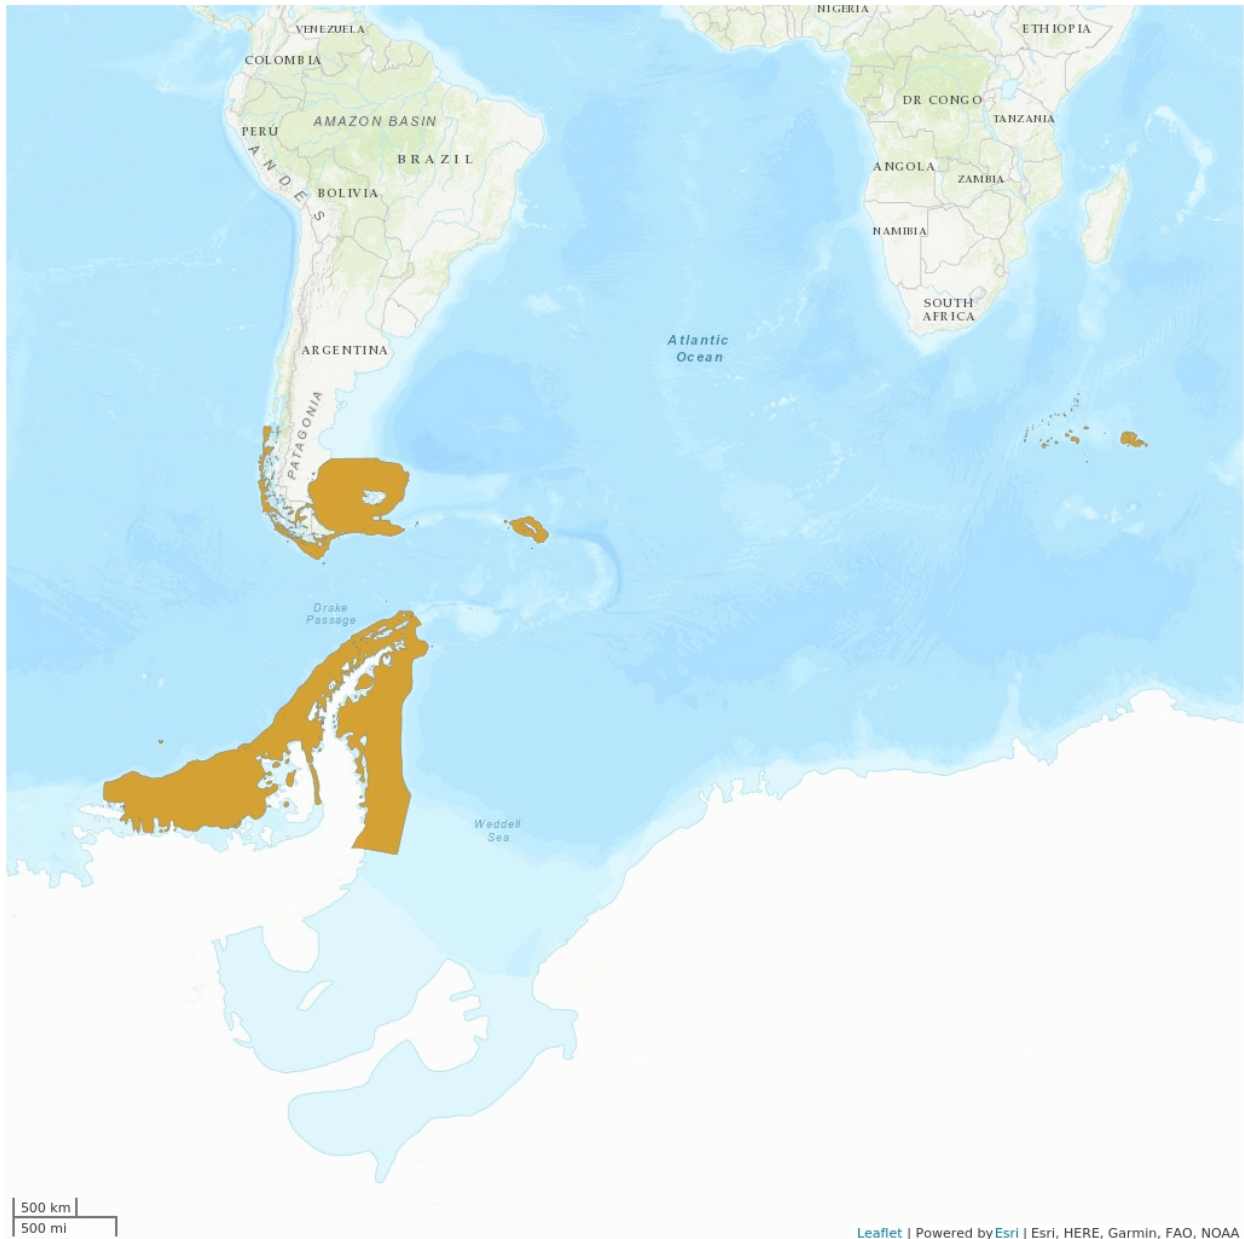 NIGERIA
VENEZUELA
ETHIOPIA
COLOMBIA
DR CONGO
AMAZON BASIN
TANZANIA
PERÚ
BRAZIL
ANGOLA
ZAMBIA
ANDES
BOLIVIA
NAMIBIA
SOUTH
AFRICA
Atlantic
Ocean
ARGENTINA
PATAGONIA
Drake
Passage
Weddell
Sea
500 km
500 mi
Leaflet | Powered by Esri | Esri, HERE, Garmin, FAO, NOAA